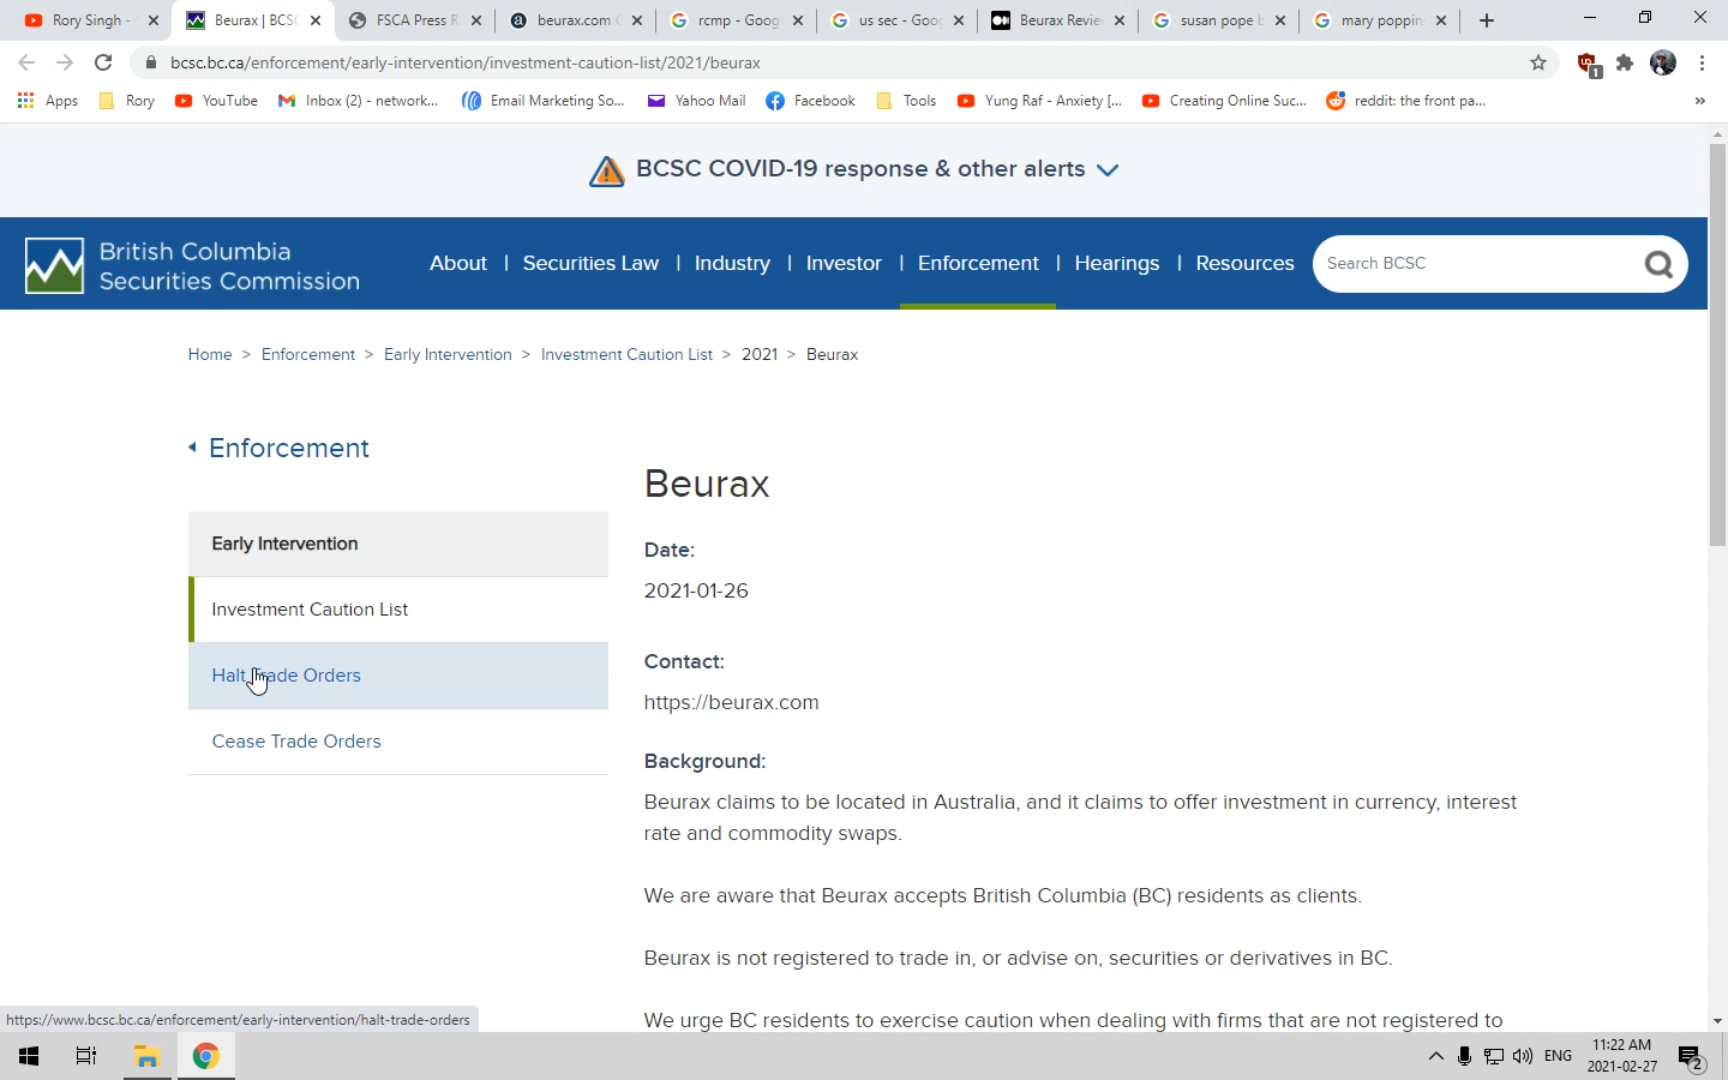 Rory Singh -
Beurax | BCSC
FSCA Press R
beurax.com
rcmp - Goog
us sec - Goo
Beurax Revie
susan pope b
mary poppin
bcsc.bc.ca/enforcement/early-intervention/investment-caution-list/2021/beurax
1
Apps
Rory
YouTube
Inbox (2) - network...
Email Marketing So...
Yahoo Mail
Facebook
Tools
Yung Raf - Anxiety [...
Creating Online Suc...
reddit: the front pa...
»
BCSC COVID-19 response & other alerts
British Columbia
Securities Commission
About | Securities Law | Industry | Investor | Enforcement | Hearings | Resources
Search BCSC
Home > Enforcement > Early Intervention > Investment Caution List > 2021 > Beurax
Enforcement
Early Intervention
Investment Caution List
Halt Trade Orders
Cease Trade Orders
Beurax
Date:
2021-01-26
Contact:
https://beurax.com
Background:
Beurax claims to be located in Australia, and it claims to offer investment in currency, interest
rate and commodity swaps.
We are aware that Beurax accepts British Columbia (BC) residents as clients.
Beurax is not registered to trade in, or advise on, securities or derivatives in BC.
We urge BC residents to exercise caution when dealing with firms that are not registered to
https://www.bcsc.bc.ca/enforcement/early-intervention/halt-trade-orders
ENG
11:22 AM
2021-02-27
2